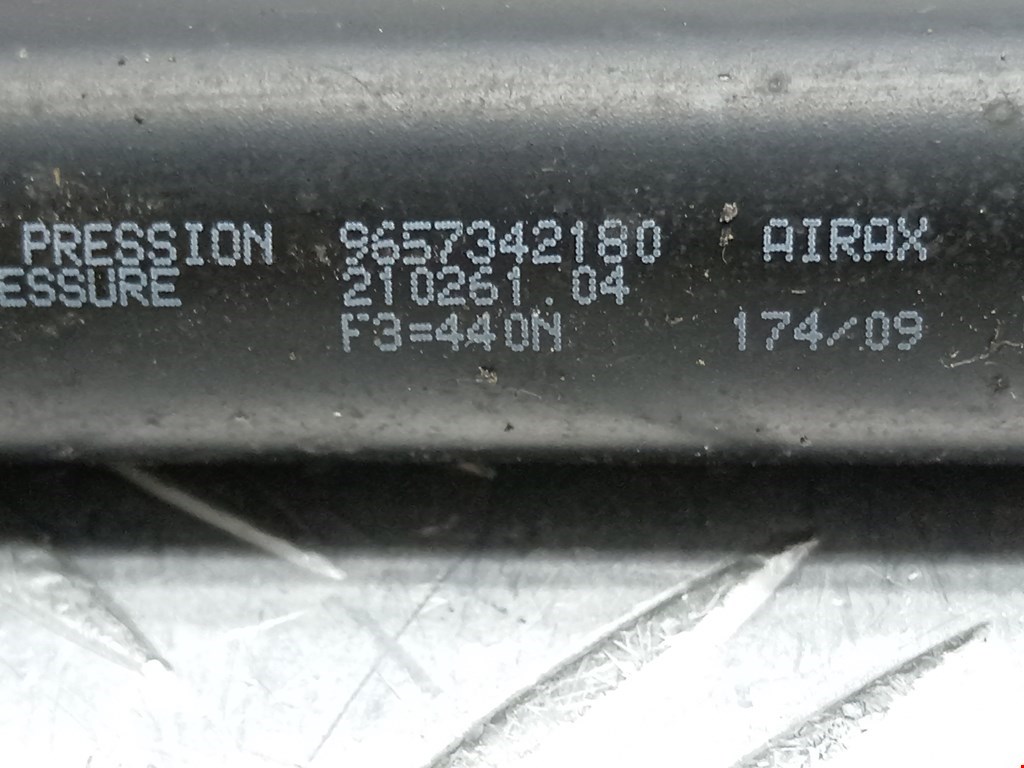 PRESSION 9657342180 AIRAX
ESSURE 210261.04
F3=440N 174/09